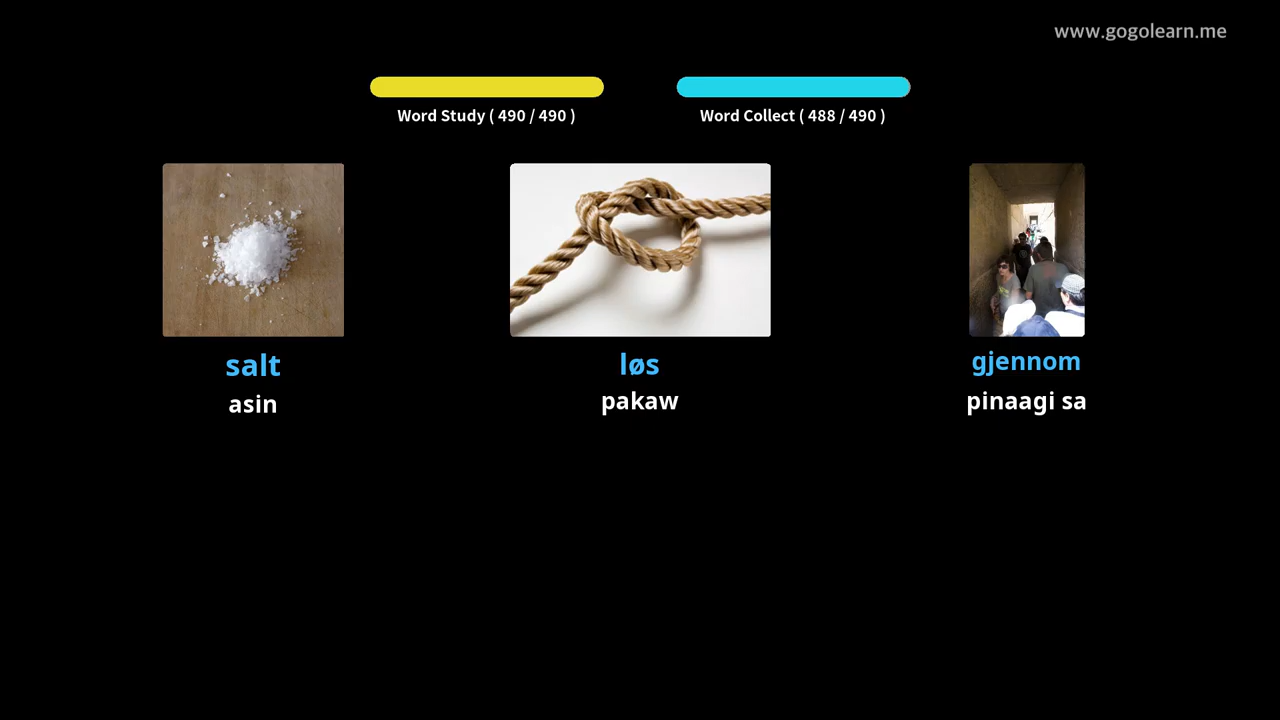 www.gogolearn.me
Word Study ( 490 / 490 )
Word Collect ( 488 / 490 )
salt
asin
løs
pakaw
gjennom
pinaagi sa